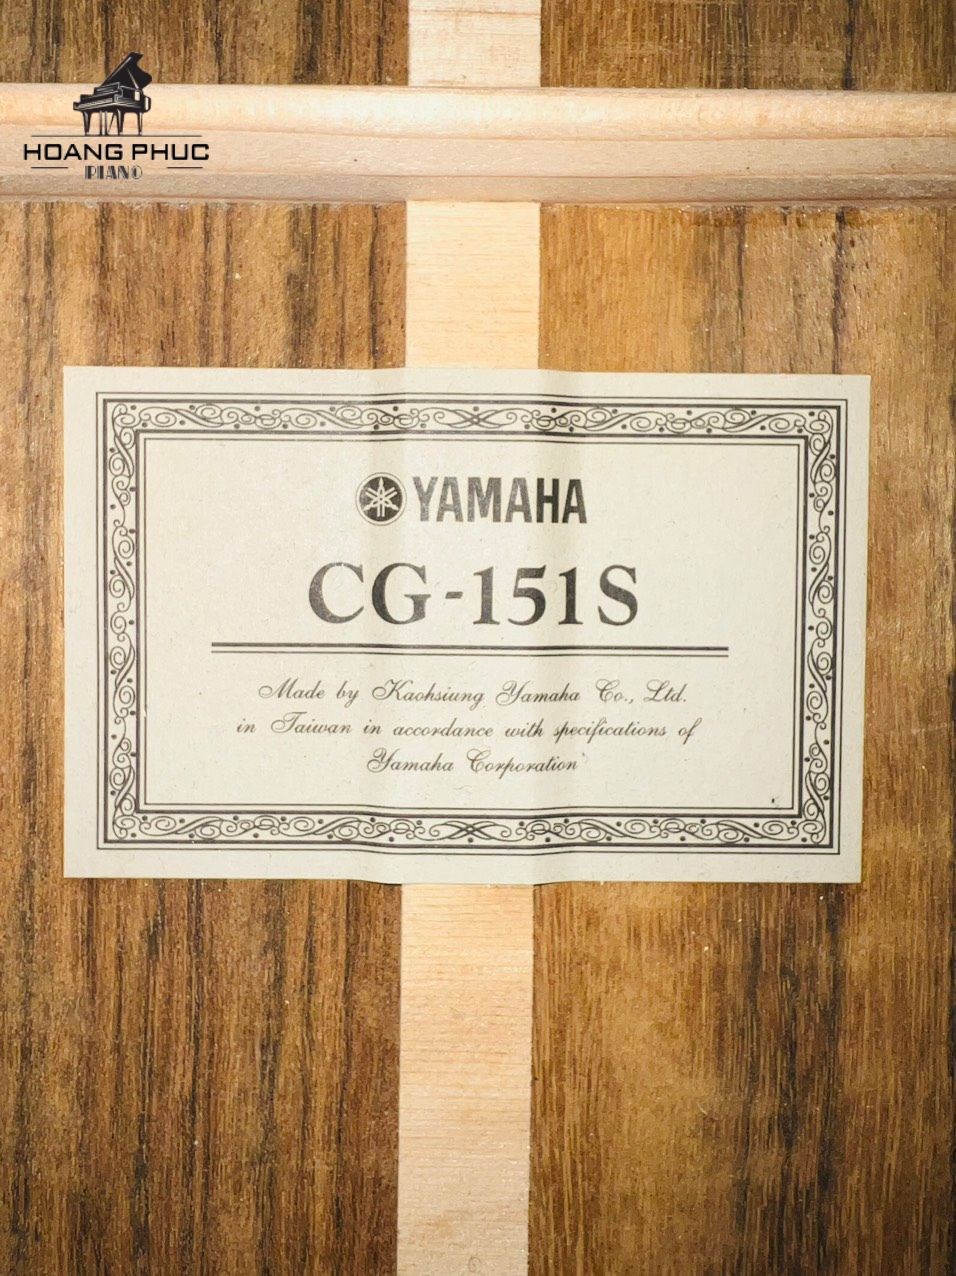 HOANG PHUC
PIANO
YAMAHA
CG-151S
Made by Kaohsiung Yamaha Co., Ltd.
in Taiwan in accordance with specifications of
Yamaha Corporation